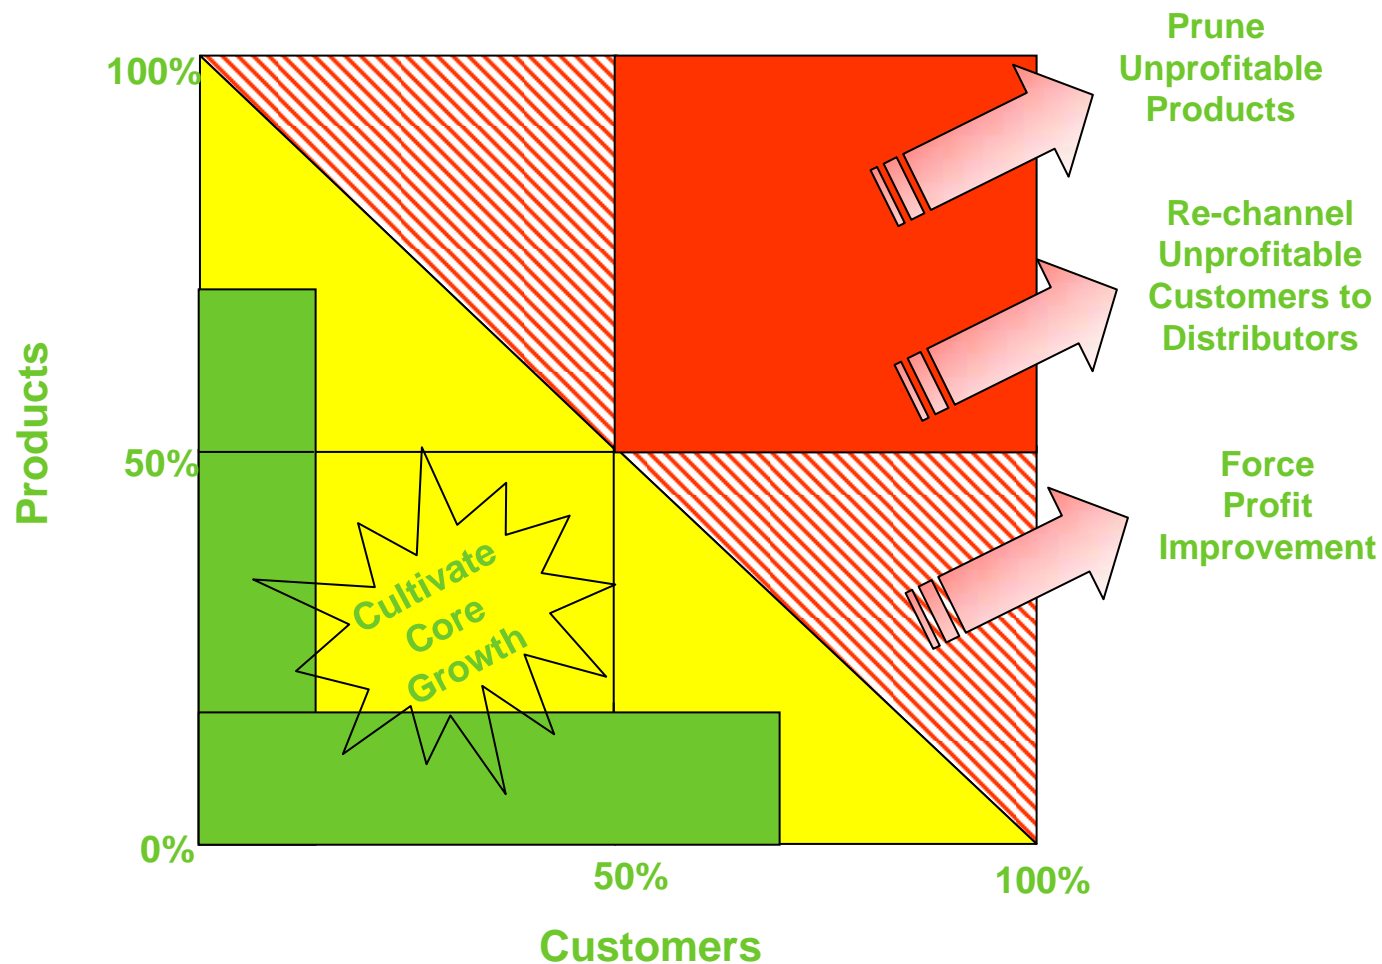 Prune
Unprofitable
Products
100%
Re-channel
Unprofitable
Customers to
Distributors
Products
50%
Force
Profit
Improvement
Cultivate
Core
Growth
0%
50%
100%
Customers